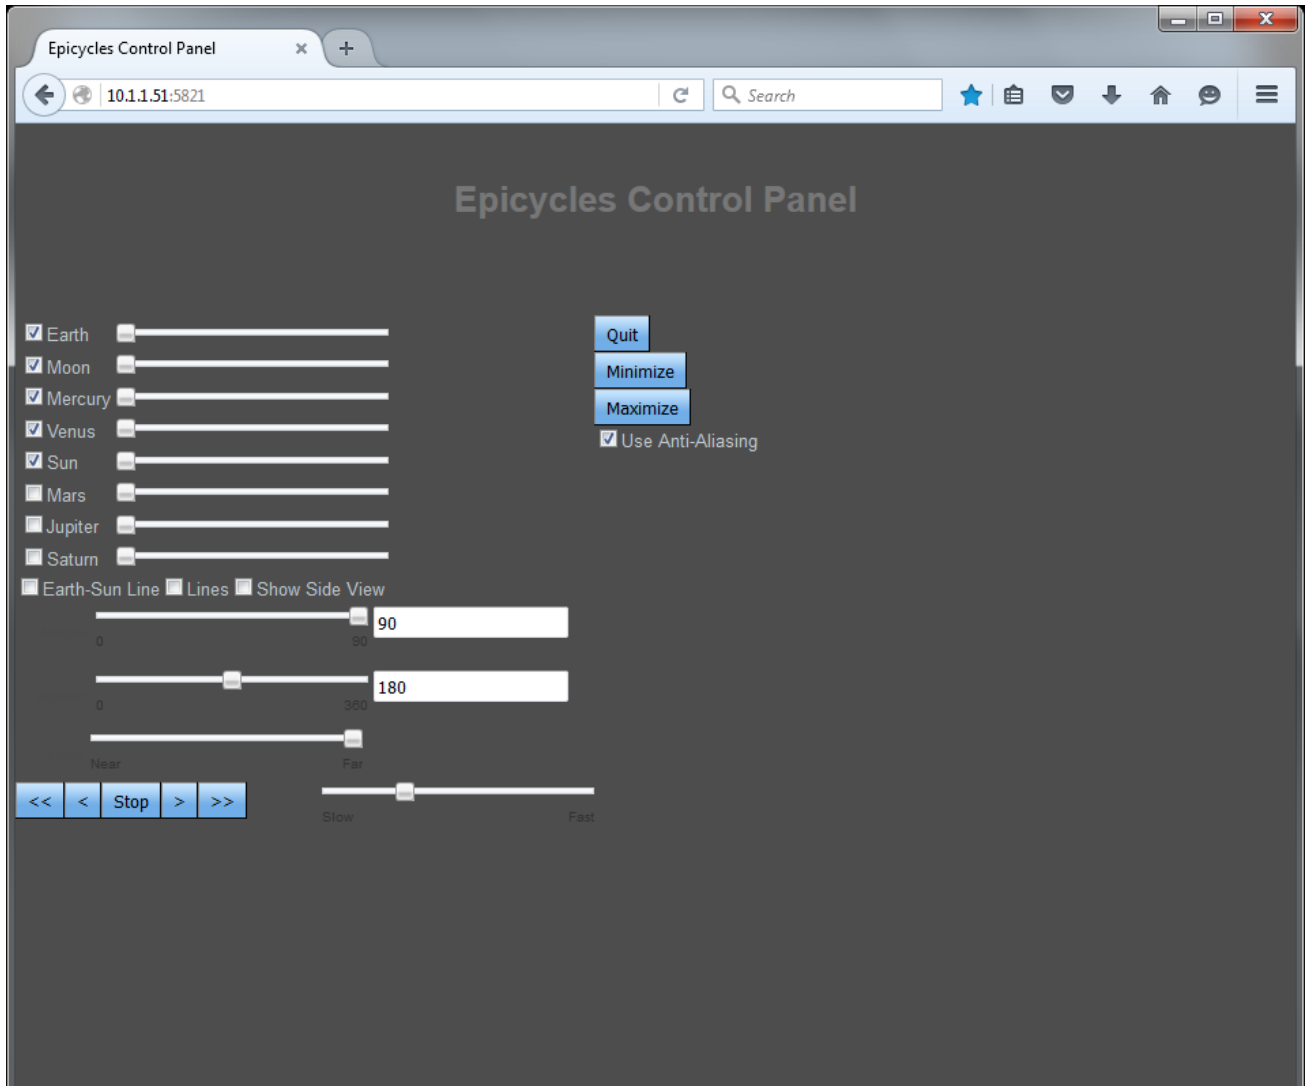 Epicycles Control Panel
10.1.1.51:5821
Search
Epicycles Control Panel
Earth
Moon
Mercury
Venus
Sun
Mars
Jupiter
Saturn
Quit
Minimize
Maximize
Use Anti-Aliasing
Earth-Sun Line Lines Show Side View
90
0 90
180
0 360
Near Far
<< < Stop > >>
Slow Fast